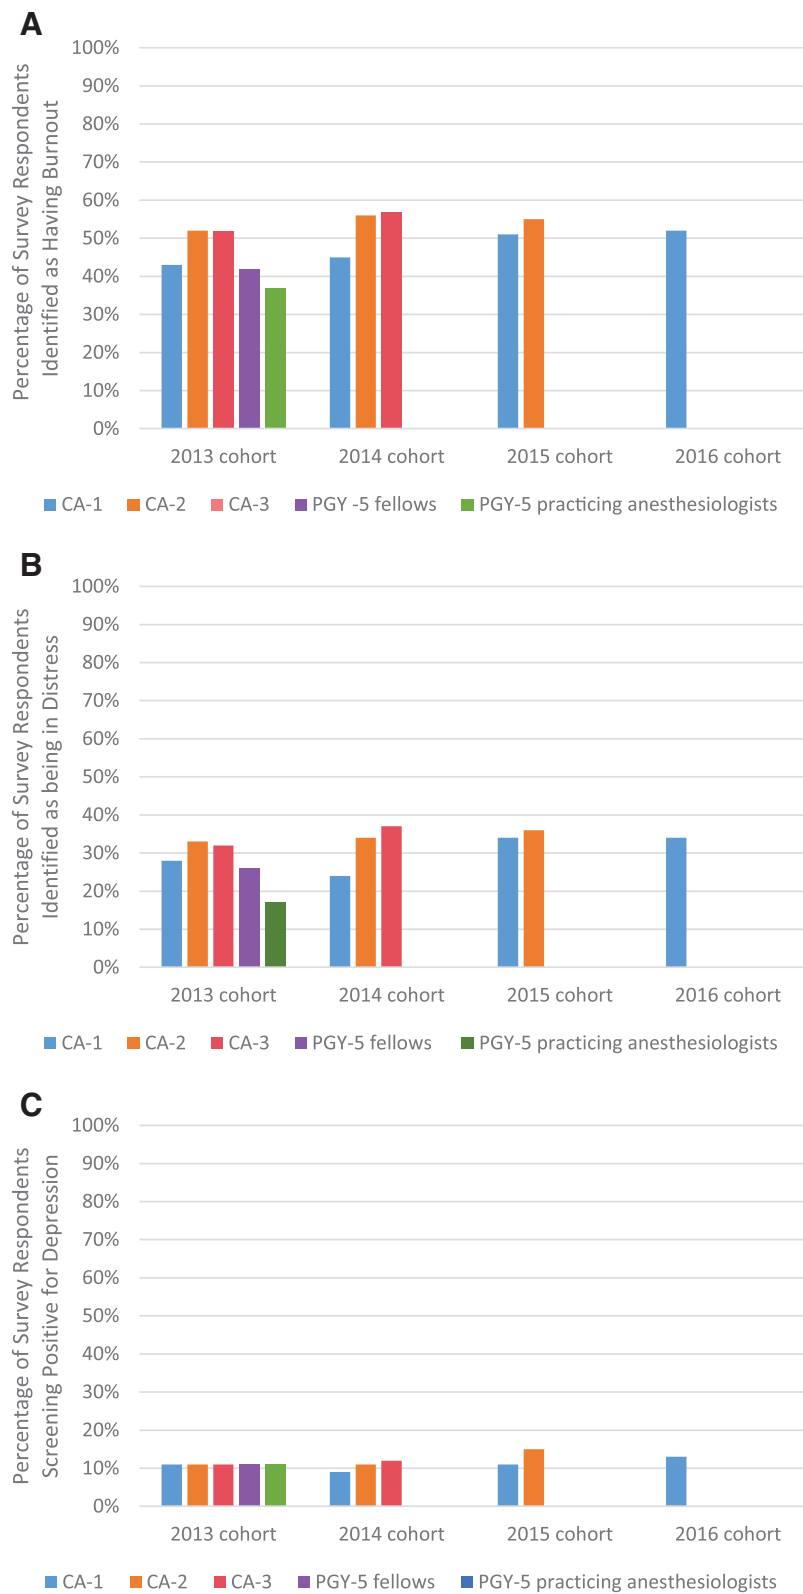 A
Percentage of Survey Respondents
Identified as Having Burnout
100%
90%
80%
70%
60%
50%
40%
30%
20%
10%
0%
2013 cohort 2014 cohort 2015 cohort 2016 cohort
CA-1 CA-2 CA-3 PGY -5 fellows PGY-5 practicing anesthesiologists
B
Percentage of Survey Respondents
Identified as being in Distress
100%
90%
80%
70%
60%
50%
40%
30%
20%
10%
0%
2013 cohort 2014 cohort 2015 cohort 2016 cohort
CA-1 CA-2 CA-3 PGY-5 fellows PGY-5 practicing anesthesiologists
C
Percentage of Survey Respondents
Screening Positive for Depression
100%
90%
80%
70%
60%
50%
40%
30%
20%
10%
0%
2013 cohort 2014 cohort 2015 cohort 2016 cohort
CA-1 CA-2 CA-3 PGY-5 fellows PGY-5 practicing anesthesiologists